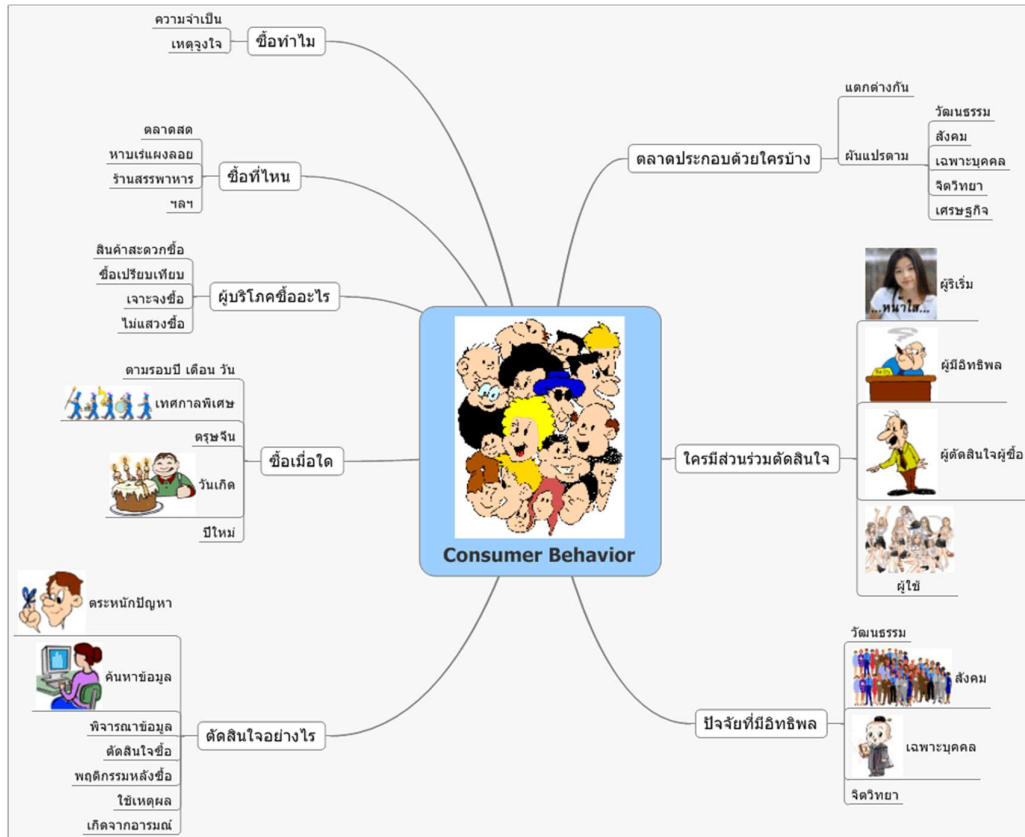 ความจำเป็น
เหตุจูงใจ
ซื้อทำไม
ตลาดสด
หาบเร่แผงลอย
ร้านสรรพาหาร
ฯลฯ
ซื้อที่ไหน
สินค้าสะดวกซื้อ
ซื้อเปรียบเทียบ
เจาะจงซื้อ
ไม่แสวงซื้อ
ผู้บริโภคซื้ออะไร
ตามรอบปี เดือน วัน
เทศกาลพิเศษ
ตรุษจีน
วันเกิด
ปีใหม่
ซื้อเมื่อใด
ตระหนักปัญหา
ค้นหาข้อมูล
พิจารณาข้อมูล
ตัดสินใจซื้อ
พฤติกรรมหลังซื้อ
ใช้เหตุผล
เกิดจากอารมณ์
ตัดสินใจอย่างไร
Consumer Behavior
ตลาดประกอบด้วยใครบ้าง
แตกต่างกัน
ผันแปรตาม
วัฒนธรรม
สังคม
เฉพาะบุคคล
จิตวิทยา
เศรษฐกิจ
ใครมีส่วนร่วมตัดสินใจ
...หน้าใส...
ผู้ริเริ่ม
ผู้มีอิทธิพล
ผู้ตัดสินใจผู้ซื้อ
ผู้ใช้
ปัจจัยที่มีอิทธิพล
วัฒนธรรม
สังคม
เฉพาะบุคคล
จิตวิทยา